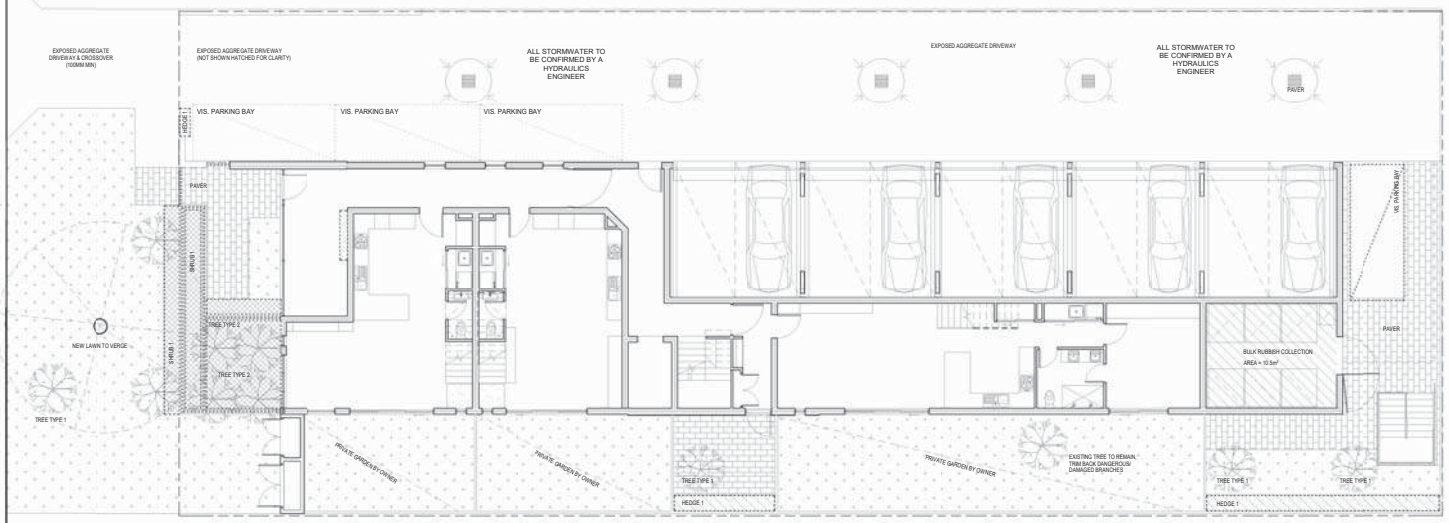 EXPOSED AGGREGATE
DRIVEWAY & CROSSOVER
(100MM MIN)
EXPOSED AGGREGATE DRIVEWAY
(NOT SHOWN HATCHED FOR CLARITY)
ALL STORMWATER TO
BE CONFIRMED BY A
HYDRAULICS
ENGINEER
EXPOSED AGGREGATE DRIVEWAY
ALL STORMWATER TO
BE CONFIRMED BY A
HYDRAULICS
ENGINEER
PAVER
HEDGE 1
VIS. PARKING BAY
VIS. PARKING BAY
VIS. PARKING BAY
PAVER
VIS. PARKING BAY
SHRUB 1
SHRUB 1
NEW LAWN TO VERGE
TREE TYPE 2
TREE TYPE 2
TREE TYPE 1
PAVER
BULK RUBBISH COLLECTION
AREA = 10.5m²
PRIVATE GARDEN BY OWNER
PRIVATE GARDEN BY OWNER
PRIVATE GARDEN BY OWNER
EXISTING TREE TO REMAIN,
TRIM BACK DANGEROUS/
DAMAGED BRANCHES
TREE TYPE 1
TREE TYPE 1
TREE TYPE 1
HEDGE 1
HEDGE 1